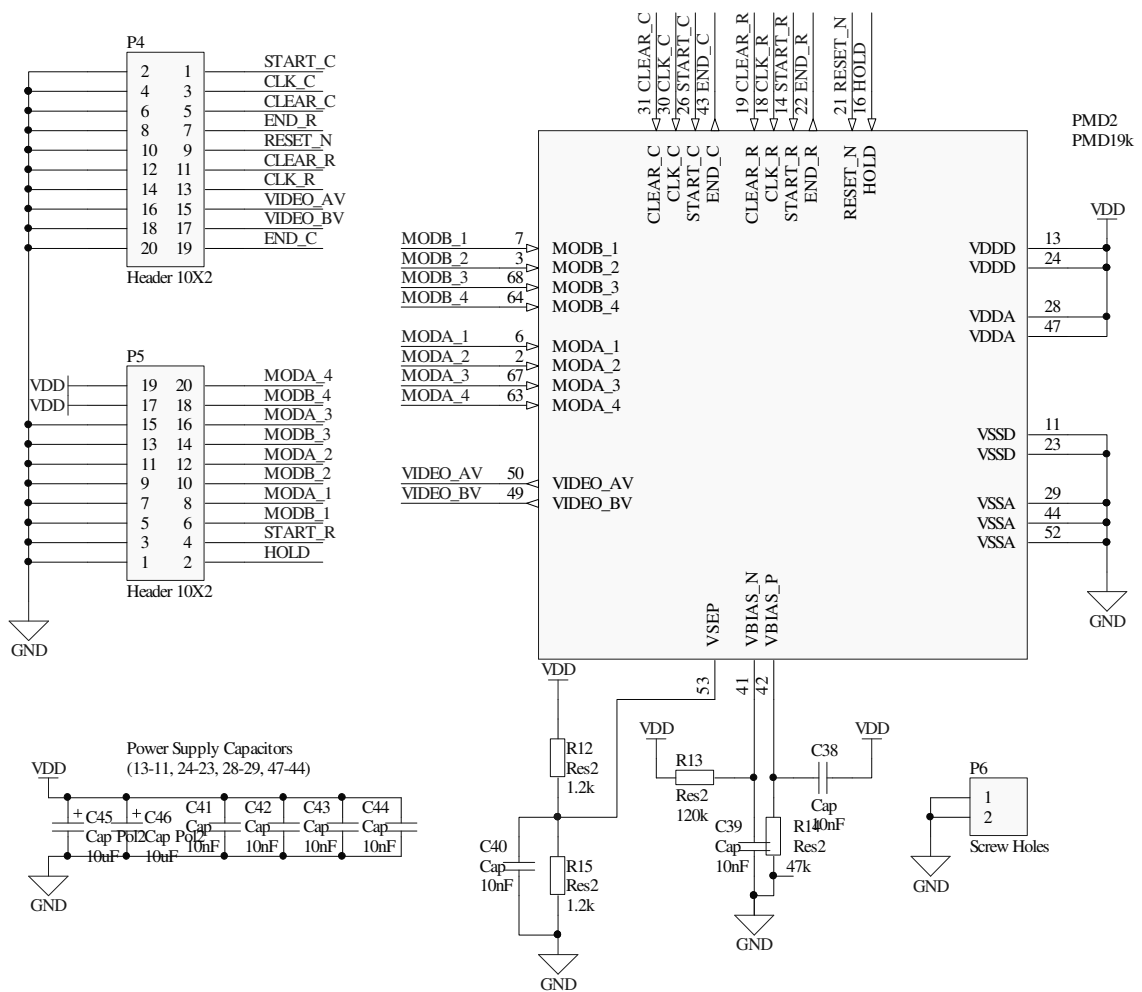 P4
2 1 START_C
4 3 CLK_C
6 5 CLEAR_C
8 7 END_R
10 9 RESET_N
12 11 CLEAR_R
14 13 CLK_R
16 15 VIDEO_AV
18 17 VIDEO_BV
20 19 END_C
Header 10X2
P5
VDD 19 20 MODA_4
VDD 17 18 MODB_4
15 16 MODA_3
13 14 MODB_3
11 12 MODA_2
9 10 MODB_2
7 8 MODA_1
5 6 MODB_1
3 4 START_R
1 2 HOLD
Header 10X2
GND
31 CLEAR_C
30 CLK_C
26 START_C
43 END_C
19 CLEAR_R
18 CLK_R
14 START_R
22 END_R
21 RESET_N
16 HOLD
PMD2
PMD19k
CLEAR_C
CLK_C
START_C
END_C
CLEAR_R
CLK_R
START_R
END_R
RESET_N
HOLD
MODB_1 7 MODB_1
MODB_2 3 MODB_2
MODB_3 68 MODB_3
MODB_4 64 MODB_4
MODA_1 6 MODA_1
MODA_2 2 MODA_2
MODA_3 67 MODA_3
MODA_4 63 MODA_4
VIDEO_AV 50 VIDEO_AV
VIDEO_BV 49 VIDEO_BV
VDD
VDDD 13
VDDD 24
VDDA 28
VDDA 47
VSSD 11
VSSD 23
VSSA 29
VSSA 44
VSSA 52
GND
VSEP
VBIAS_N
VBIAS_P
53
41
42
Power Supply Capacitors
(13-11, 24-23, 28-29, 47-44)
VDD
C45
Cap Pol2
10uF
C46
Cap Pol2
10uF
C41
Cap
10nF
C42
Cap
10nF
C43
Cap
10nF
C44
Cap
10nF
GND
VDD
R12
Res2
1.2k
C40
Cap
10nF
R15
Res2
1.2k
GND
VDD
R13
Res2
120k
C38
Cap
10nF
VDD
C39
Cap
10nF
R14
Res2
47k
GND
P6
1
2
Screw Holes
GND